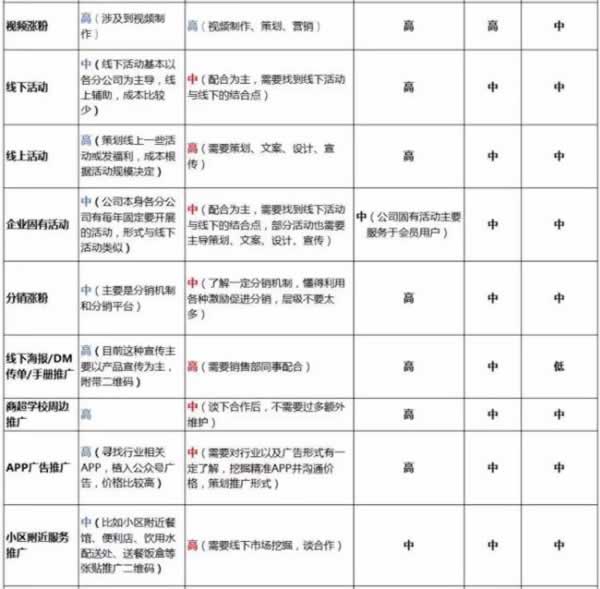 视频涨粉
高（涉及到视频制
作）
高（视频制作、策划、营销）
高
高
中
线下活动
中（线下活动基本以
各分公司为主导，线
上辅助，成本比较
少）
中（配合为主，需要找到线下活动
与线下的结合点）
高
中
中
线上活动
高（策划线上一些活
动或发福利，成本根
据活动规模决定）
高（需要策划、文案、设计、宣
传）
高
中
中
企业固有活动
中（公司本身各分公
司有每年固定要开展
的活动，形式与线下
活动类似）
中（配合为主，需要找到线下活动
与线下的结合点，部分活动也需要
主导策划、文案、设计、宣传）
中（公司固有活动主要
服务于会员用户）
中
中
分销涨粉
中（主要是分销机制
和分销平台）
中（了解一定分销机制，懂得利用
各种激励促进分销，层级不要太
多）
高
中
中
线下海报/DM
传单/手册推广
高（目前这种宣传主
要以产品宣传为主，
附带二维码）
高（需要销售部同事配合）
高
中
低
商超学校周边
推广
高
中（谈下合作后，不需要过多额外
维护）
高
中
中
APP广告推广
高（寻找行业相关
APP，植入公众号广
告，价格比较高）
中（需要对行业以及广告形式有一
定了解，挖掘精准APP并沟通价
格，策划推广形式）
高
中
中
小区附近服务
推广
中（比如小区附近餐
馆、便利店、饮用水
配送处、送餐饭盒等
张贴推广二维码）
高（需要线下市场挖掘，谈合作）
中
中
中